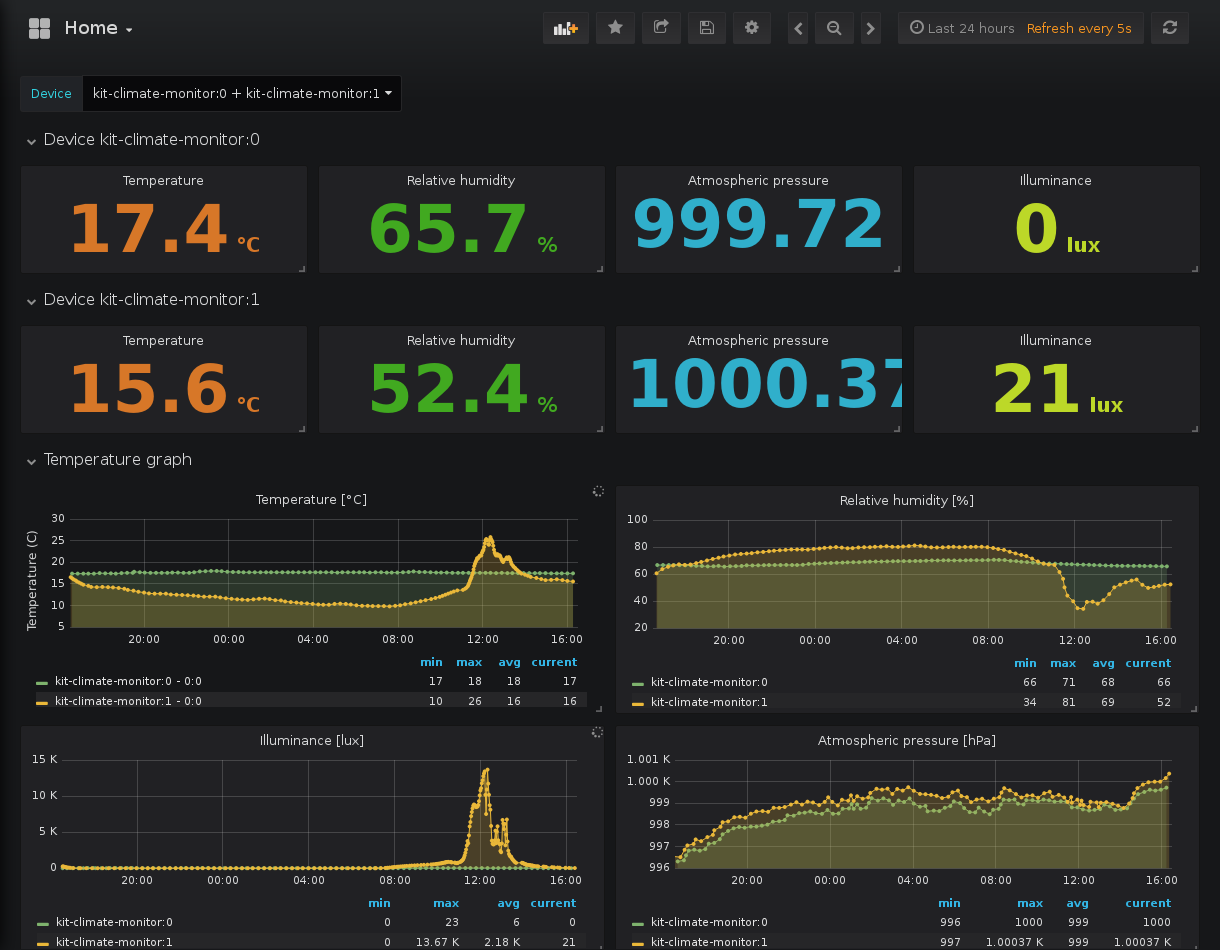 Home
Last 24 hours Refresh every 5s
Device kit-climate-monitor:0 + kit-climate-monitor:1
Device kit-climate-monitor:0
Temperature Relative humidity Atmospheric pressure Illuminance
17.4 °C 65.7 % 999.72 0 lux
Device kit-climate-monitor:1
Temperature Relative humidity Atmospheric pressure Illuminance
15.6 °C 52.4 % 1000.37 21 lux
Temperature graph
Temperature [°C]
Temperature (C)
30
25
20
15
10
5
20:00 00:00 04:00 08:00 12:00 16:00
min max avg current
kit-climate-monitor:0 - 0:0 17 18 18 17
kit-climate-monitor:1 - 0:0 10 26 16 16
Relative humidity [%]
100
80
60
40
20
20:00 00:00 04:00 08:00 12:00 16:00
min max avg current
kit-climate-monitor:0 66 71 68 66
kit-climate-monitor:1 34 81 69 52
Illuminance [lux]
15 K
10 K
5 K
0
20:00 00:00 04:00 08:00 12:00 16:00
min max avg current
kit-climate-monitor:0 0 23 6 0
kit-climate-monitor:1 0 13.67 K 2.18 K 21
Atmospheric pressure [hPa]
1.001 K
1.000 K
999
998
997
996
20:00 00:00 04:00 08:00 12:00 16:00
min max avg current
kit-climate-monitor:0 996 1000 999 1000
kit-climate-monitor:1 997 1.00037 K 999 1.00037 K